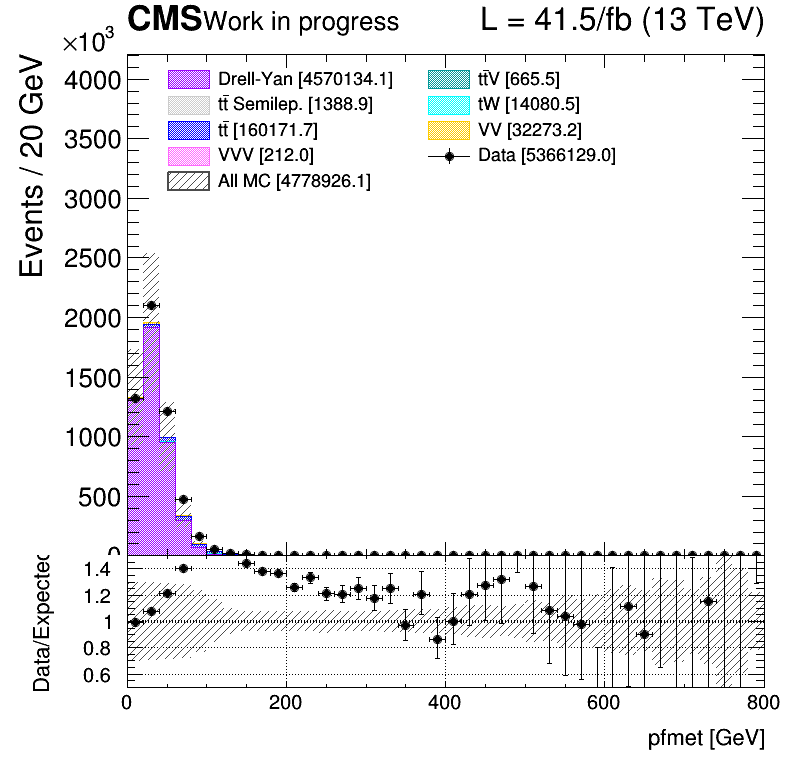 CMS Work in progress L = 41.5/fb (13 TeV)
×10³
Events / 20 GeV
4000
3500
3000
2500
2000
1500
1000
500
0
Drell-Yan [4570134.1]
tt̄ Semilep. [1388.9]
tt̄ [160171.7]
VVV [212.0]
All MC [4778926.1]
tt̄V [665.5]
tW [14080.5]
VV [32273.2]
Data [5366129.0]
Data/Expected
1.4
1.2
1
0.8
0.6
0 200 400 600 800
pfmet [GeV]